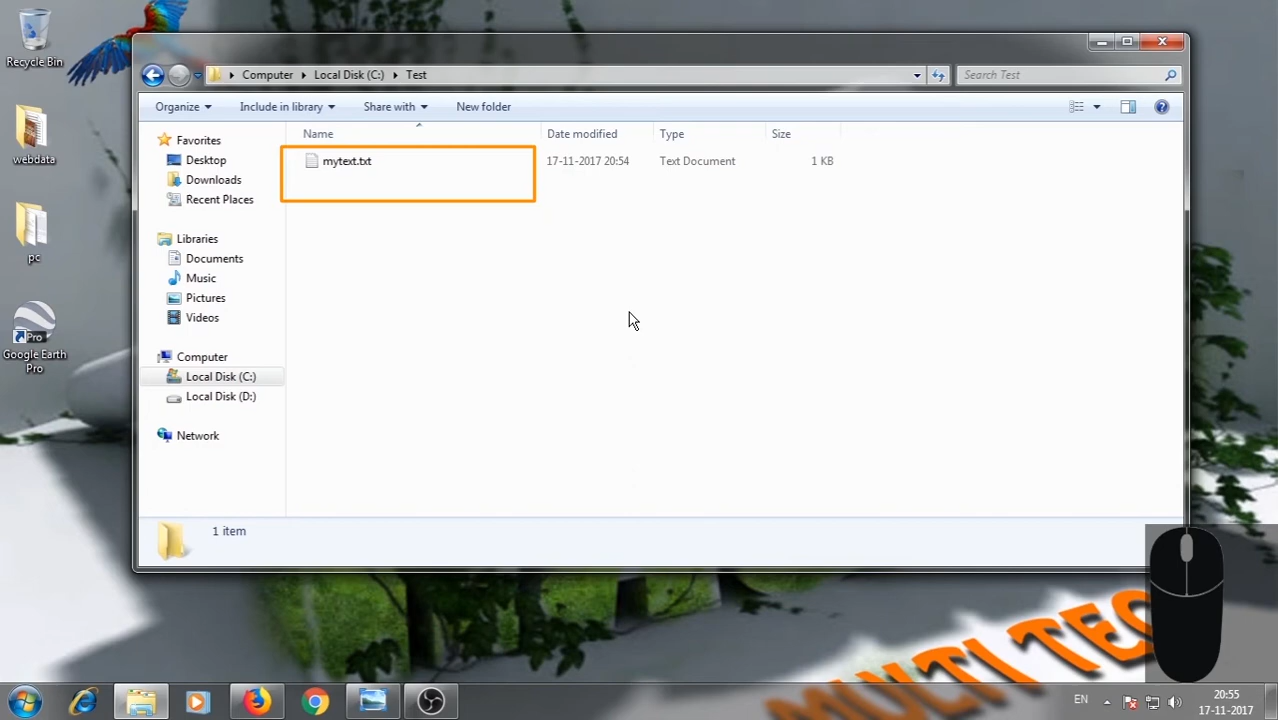 Recycle Bin
webdata
pc
Pro
Google Earth
Pro
Computer Local Disk (C:) Test
Search Test
Organize Include in library Share with New folder
Name Date modified Type Size
mytext.txt 17-11-2017 20:54 Text Document 1 KB
Favorites
Desktop
Downloads
Recent Places
Libraries
Documents
Music
Pictures
Videos
Computer
Local Disk (C:)
Local Disk (D:)
Network
1 item
MULTI TEC
EN
20:55
17-11-2017